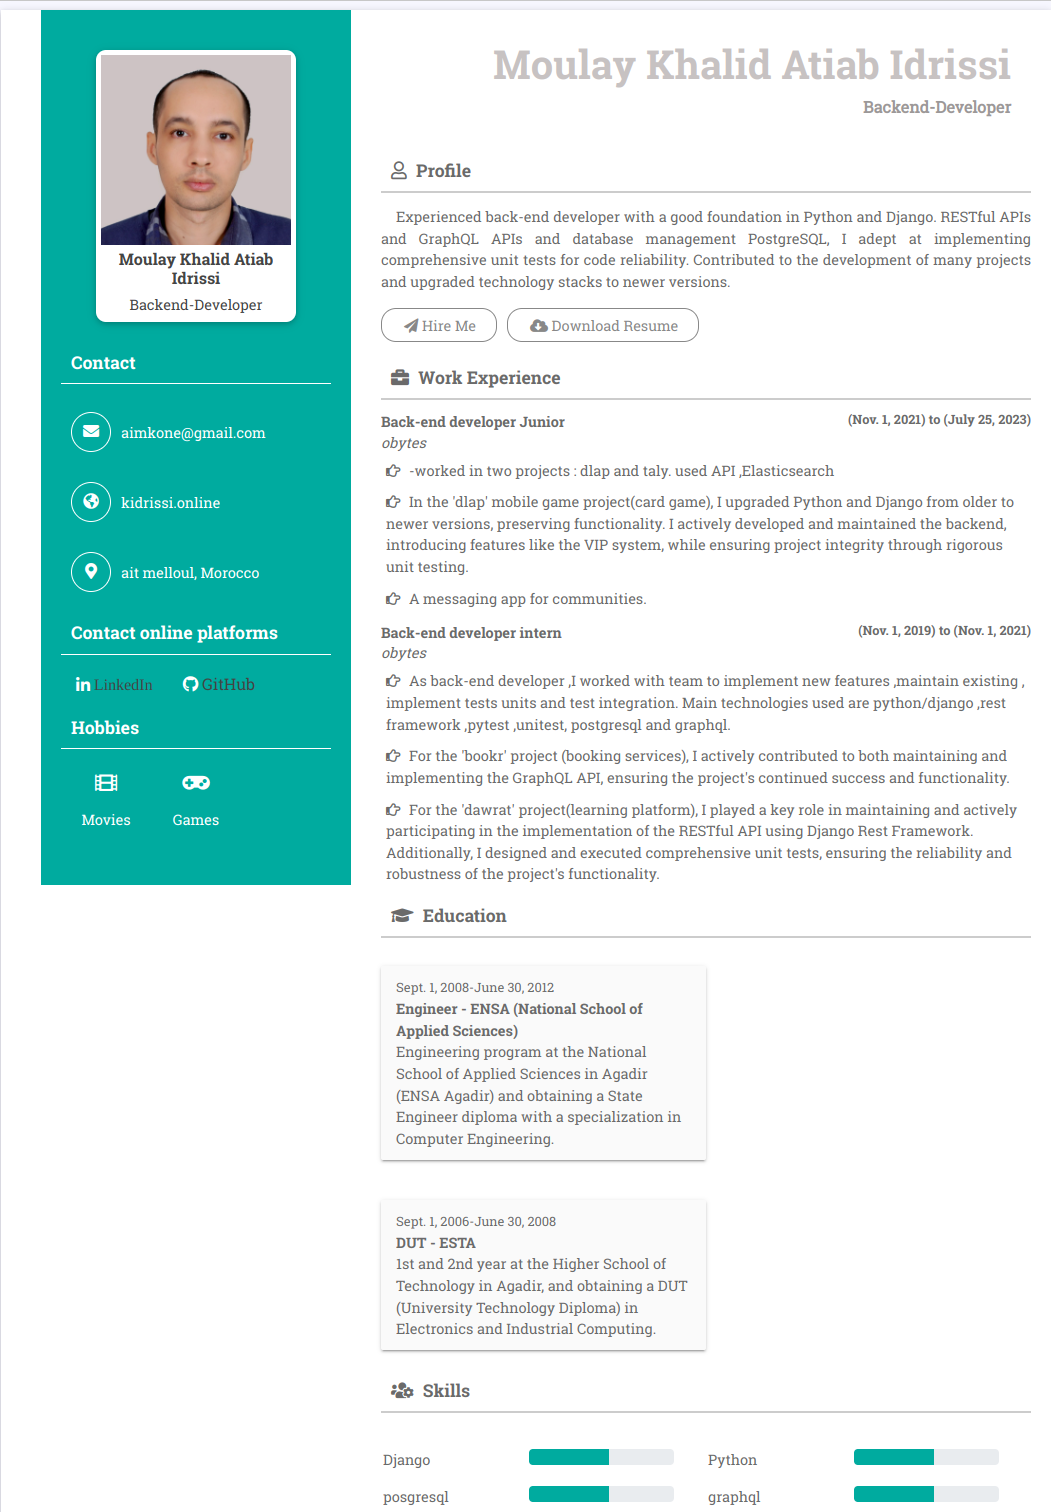 Moulay Khalid Atiab
Idrissi
Backend-Developer
Contact
aimkone@gmail.com
kidrissi.online
ait melloul, Morocco
Contact online platforms
LinkedIn GitHub
Hobbies
Movies Games
Moulay Khalid Atiab Idrissi
Backend-Developer
Profile
Experienced back-end developer with a good foundation in Python and Django. RESTful APIs
and GraphQL APIs and database management PostgreSQL, I adept at implementing
comprehensive unit tests for code reliability. Contributed to the development of many projects
and upgraded technology stacks to newer versions.
Hire Me Download Resume
Work Experience
Back-end developer Junior (Nov. 1, 2021) to (July 25, 2023)
obytes
-worked in two projects : dlap and taly. used API ,Elasticsearch
In the 'dlap' mobile game project(card game), I upgraded Python and Django from older to
newer versions, preserving functionality. I actively developed and maintained the backend,
introducing features like the VIP system, while ensuring project integrity through rigorous
unit testing.
A messaging app for communities.
Back-end developer intern (Nov. 1, 2019) to (Nov. 1, 2021)
obytes
As back-end developer ,I worked with team to implement new features ,maintain existing ,
implement tests units and test integration. Main technologies used are python/django ,rest
framework ,pytest ,unitest, postgresql and graphql.
For the 'bookr' project (booking services), I actively contributed to both maintaining and
implementing the GraphQL API, ensuring the project's continued success and functionality.
For the 'dawrat' project(learning platform), I played a key role in maintaining and actively
participating in the implementation of the RESTful API using Django Rest Framework.
Additionally, I designed and executed comprehensive unit tests, ensuring the reliability and
robustness of the project's functionality.
Education
Sept. 1, 2008-June 30, 2012
Engineer - ENSA (National School of
Applied Sciences)
Engineering program at the National
School of Applied Sciences in Agadir
(ENSA Agadir) and obtaining a State
Engineer diploma with a specialization in
Computer Engineering.
Sept. 1, 2006-June 30, 2008
DUT - ESTA
1st and 2nd year at the Higher School of
Technology in Agadir, and obtaining a DUT
(University Technology Diploma) in
Electronics and Industrial Computing.
Skills
Django Python
posgresql graphql